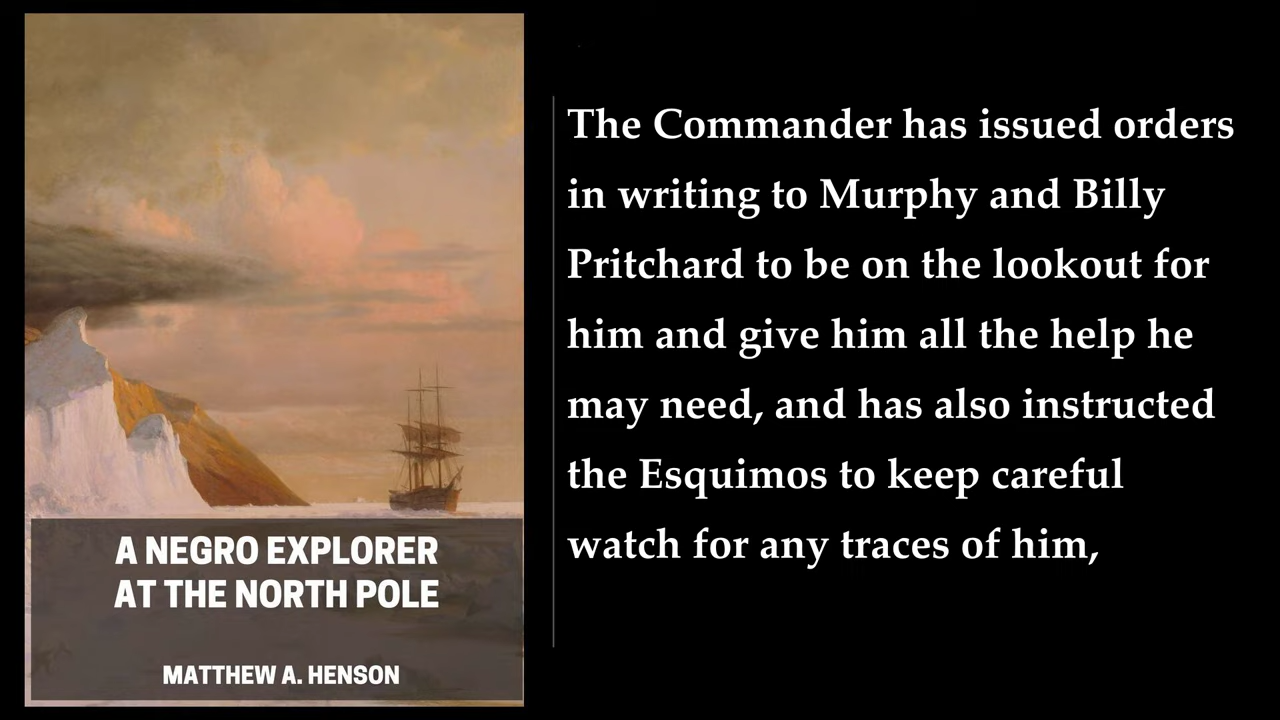 A NEGRO EXPLORER
AT THE NORTH POLE
MATTHEW A. HENSON
The Commander has issued orders
in writing to Murphy and Billy
Pritchard to be on the lookout for
him and give him all the help he
may need, and has also instructed
the Esquimos to keep careful
watch for any traces of him,